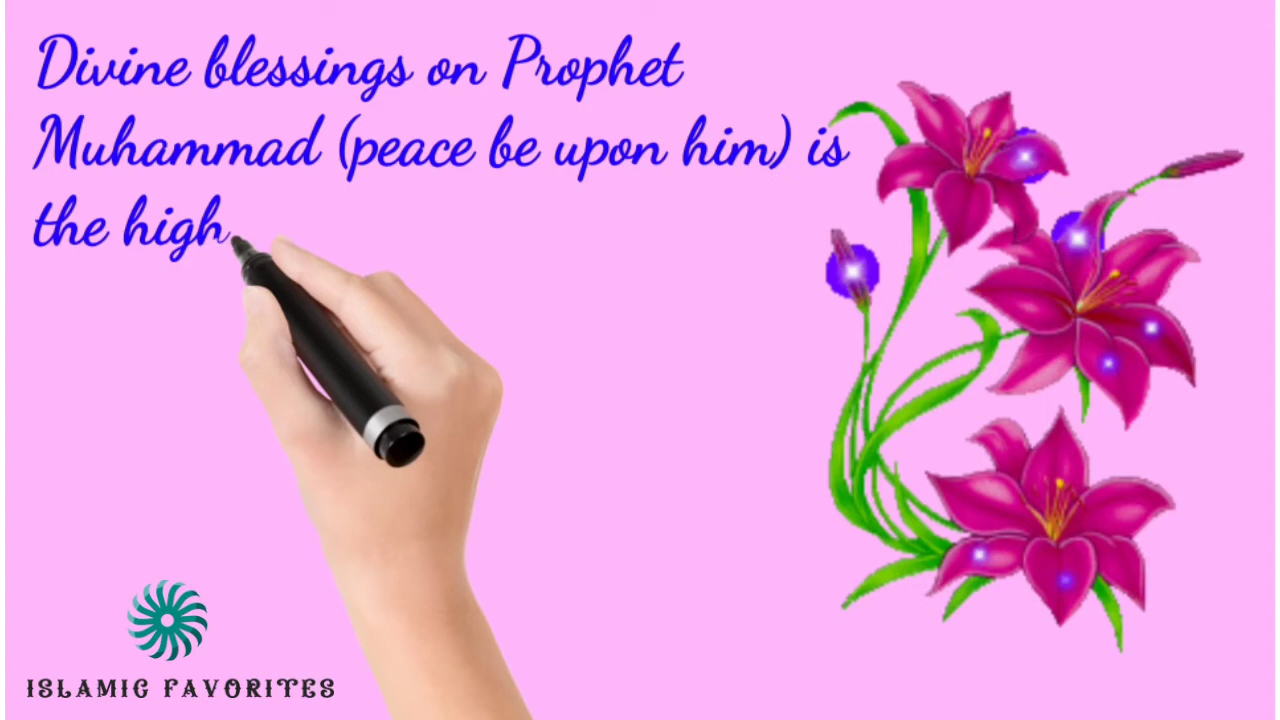 Divine blessings on Prophet
Muhammad (peace be upon him) is
the high
ISLAMIC FAVORITES